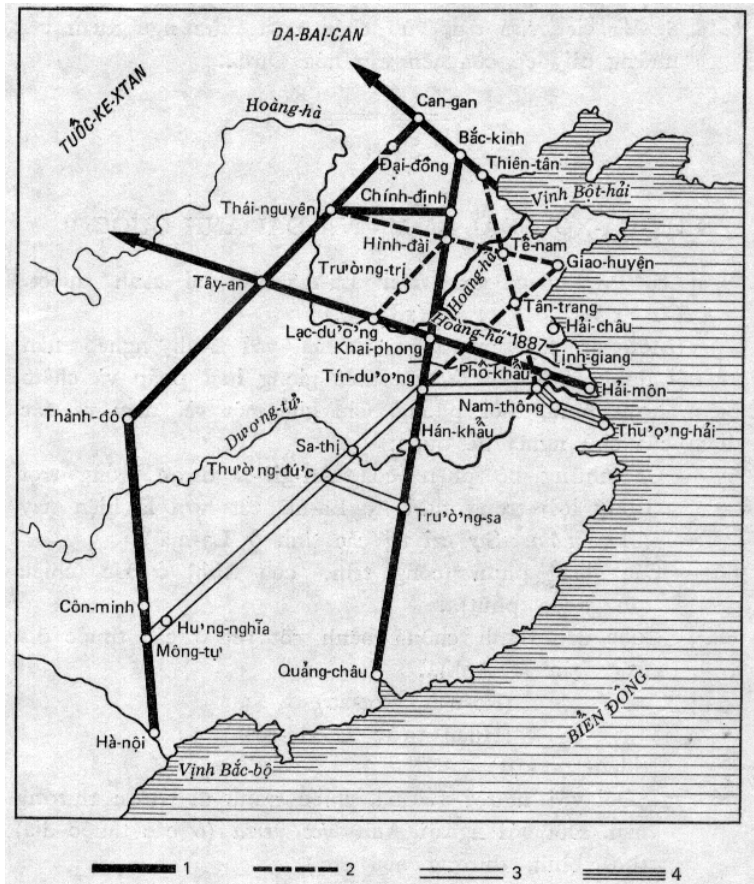 DA-BAI-CAN
TUỐC-KE-XTAN
Hoàng-hà
Can-gan
Bắc-kinh
Đại-đồng
Thiên-tân
Vịnh Bột-hải
Chính-định
Thái-nguyên
Hình-đài
Tề-nam
Trường-trị
Hoàng-hà
Giao-huyện
Tây-an
Tân-trang
Lạc-dương
Hoàng-hà 1887
Hải-châu
Khai-phong
Tịnh-giang
Tín-dương
Phố-khẩu
Hải-môn
Nam-thông
Thành-đô
Dương-tử
Thượng-hải
Hán-khẩu
Sa-thị
Thường-đức
Trường-sa
Côn-minh
Hưng-nghĩa
Mông-tự
Quảng-châu
BIỂN ĐÔNG
Hà-nội
Vịnh Bắc-bộ
1 2 3 4